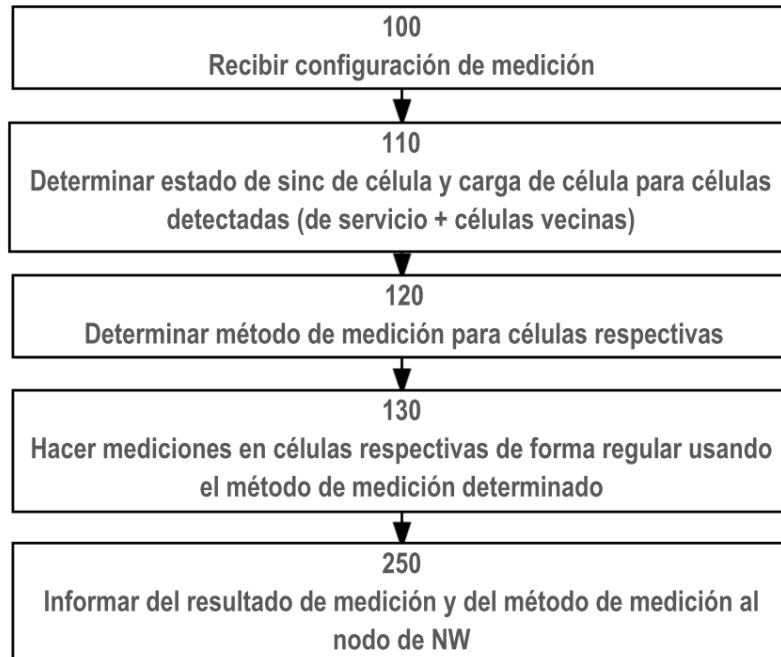 100
Recibir configuración de medición
110
Determinar estado de sinc de célula y carga de célula para células
detectadas (de servicio + células vecinas)
120
Determinar método de medición para células respectivas
130
Hacer mediciones en células respectivas de forma regular usando
el método de medición determinado
250
Informar del resultado de medición y del método de medición al
nodo de NW